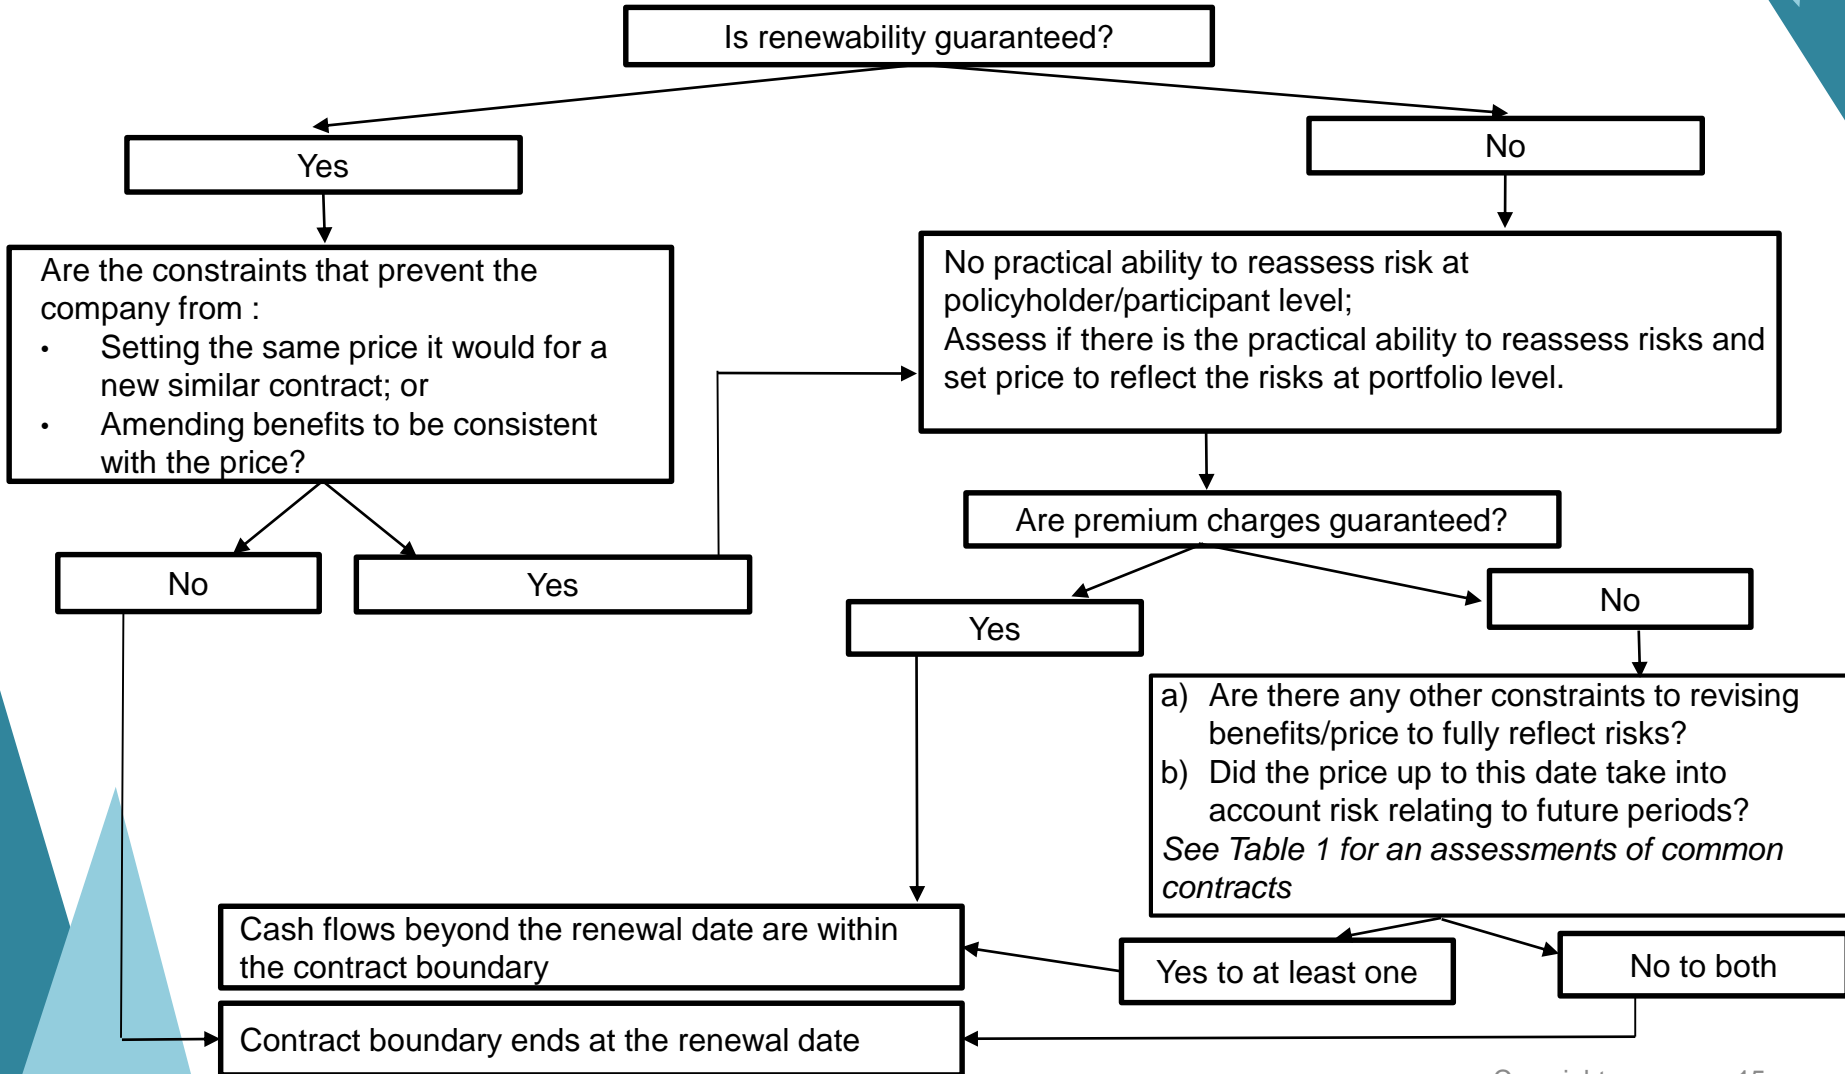 Is renewability guaranteed?
Yes
No
Are the constraints that prevent the
company from :
• Setting the same price it would for a
new similar contract; or
• Amending benefits to be consistent
with the price?
No practical ability to reassess risk at
policyholder/participant level;
Assess if there is the practical ability to reassess risks and
set price to reflect the risks at portfolio level.
Are premium charges guaranteed?
No
Yes
Yes
No
a) Are there any other constraints to revising
benefits/price to fully reflect risks?
b) Did the price up to this date take into
account risk relating to future periods?
See Table 1 for an assessments of common
contracts
Cash flows beyond the renewal date are within
the contract boundary
Yes to at least one
No to both
Contract boundary ends at the renewal date